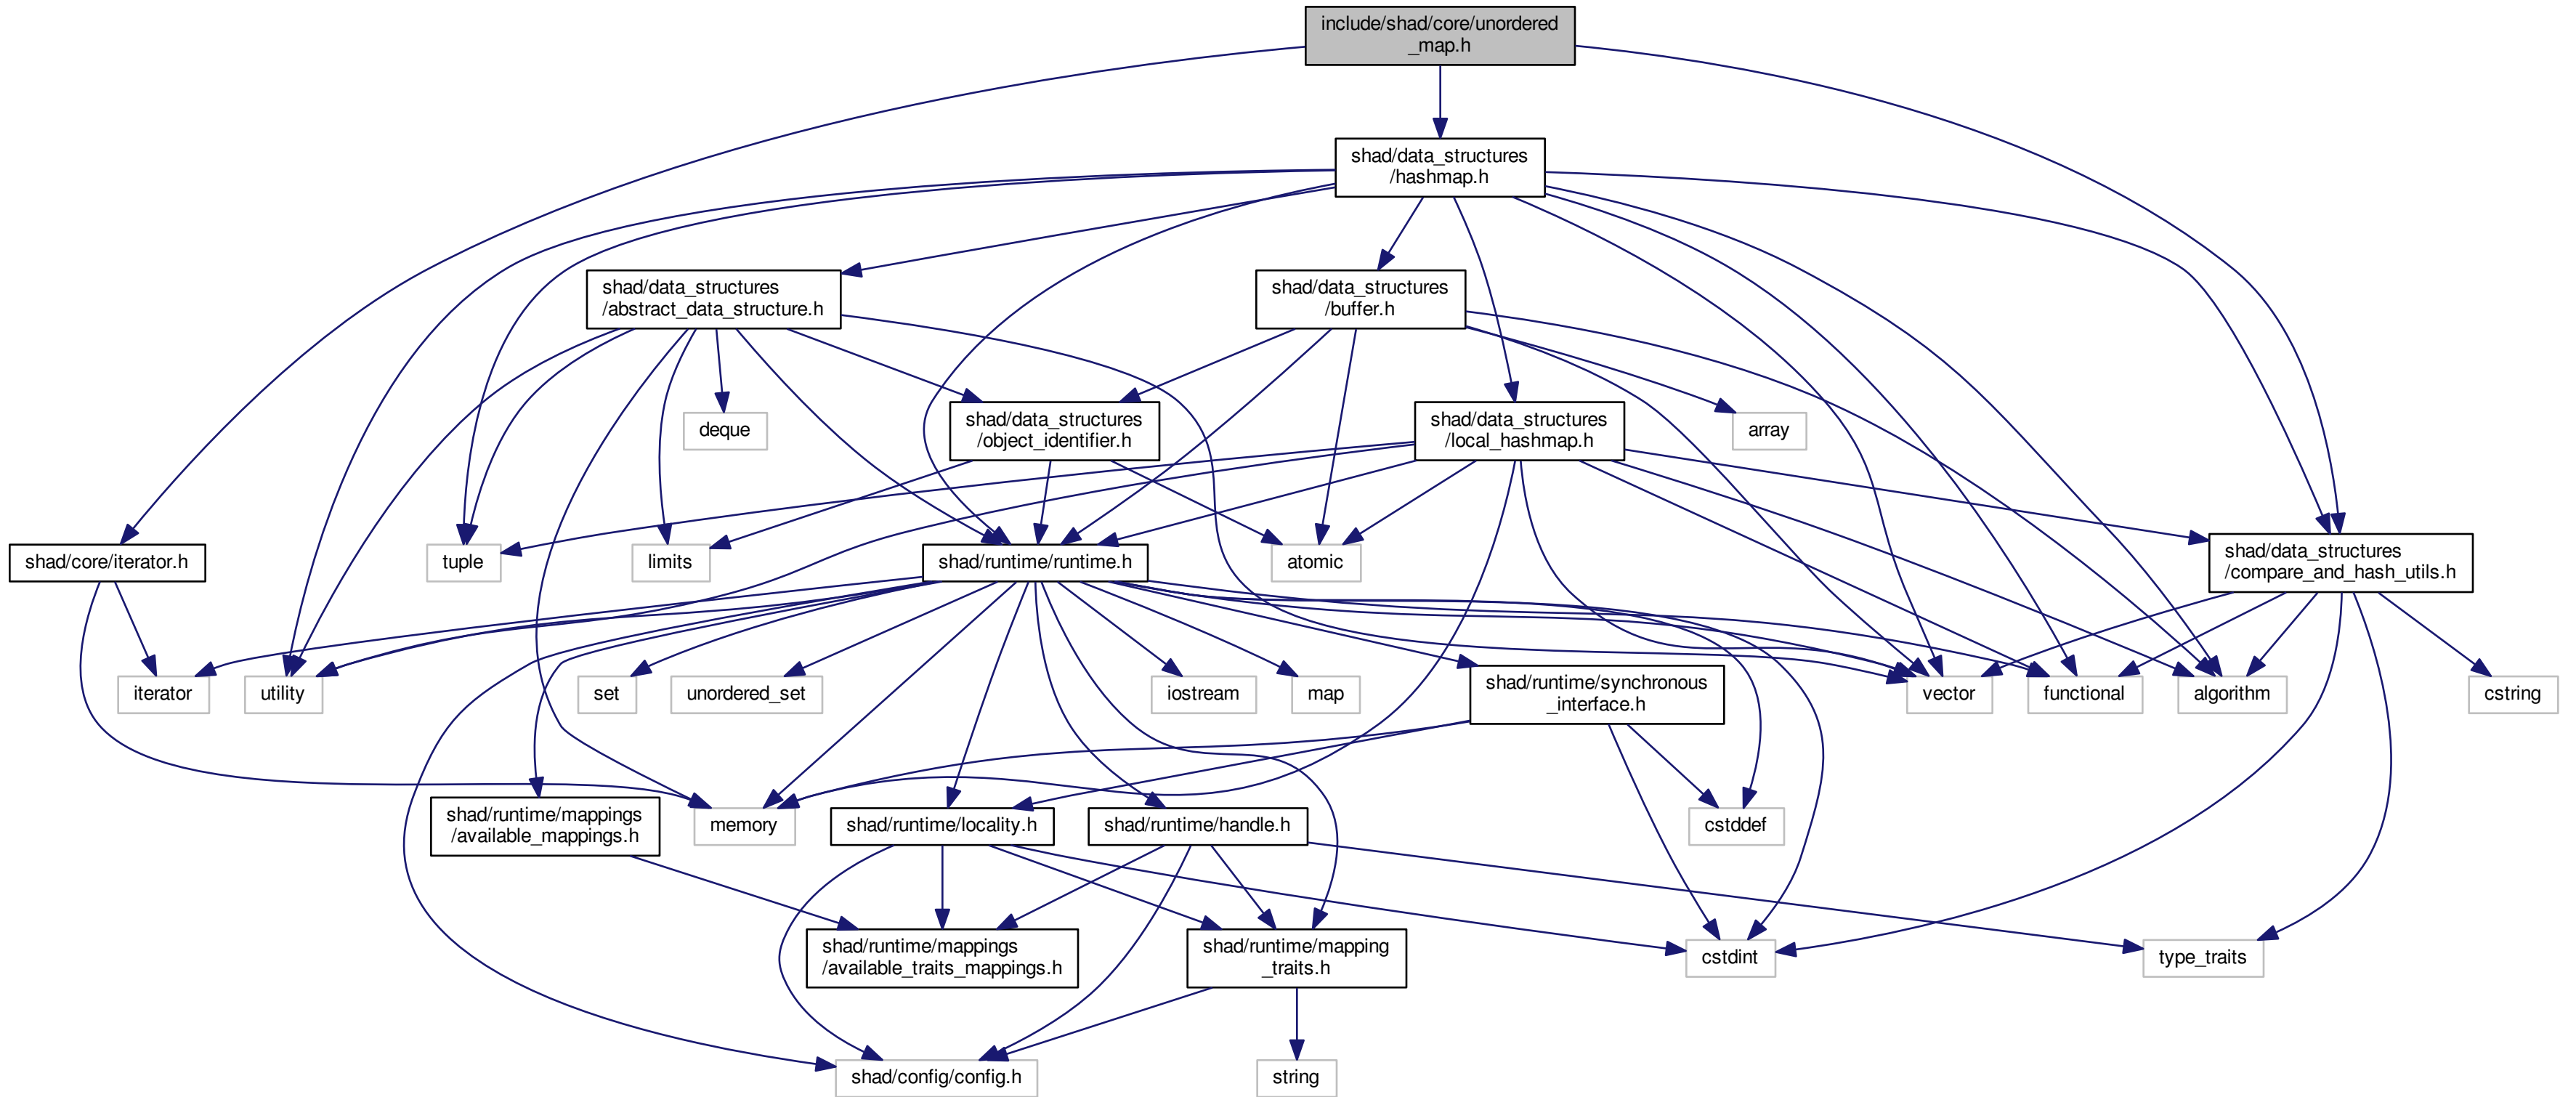 include/shad/core/unordered
_map.h
shad/data_structures
/hashmap.h
shad/data_structures
/abstract_data_structure.h
shad/data_structures
/buffer.h
deque
shad/data_structures
/object_identifier.h
shad/data_structures
/local_hashmap.h
array
shad/core/iterator.h
tuple
limits
shad/runtime/runtime.h
atomic
shad/data_structures
/compare_and_hash_utils.h
iterator
utility
set
unordered_set
iostream
map
shad/runtime/synchronous
_interface.h
vector
functional
algorithm
cstring
shad/runtime/mappings
/available_mappings.h
memory
shad/runtime/locality.h
shad/runtime/handle.h
cstddef
shad/runtime/mappings
/available_traits_mappings.h
shad/runtime/mapping
_traits.h
cstdint
type_traits
shad/config/config.h
string